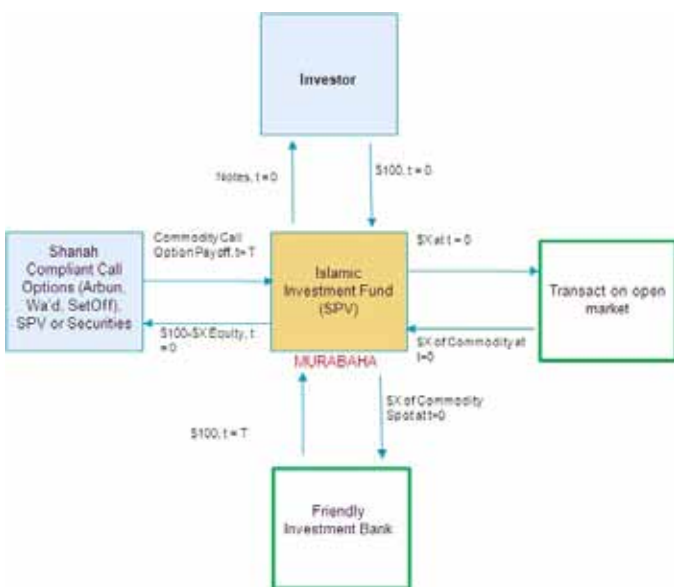 Investor
Notes, t = 0
$100, t = 0
Shariah
Compliant Call
Options (Arbun,
Wa'd, SetOff),
SPV or Securities
Commodity Call
Option Payoff, t=T
$100-$X Equity, t
= 0
Islamic
Investment Fund
(SPV)
MURABAHA
$X at t = 0
$X of Commodity at
t=0
Transact on open
market
$100, t = T
$X of Commodity
Spot at t=0
Friendly
Investment Bank